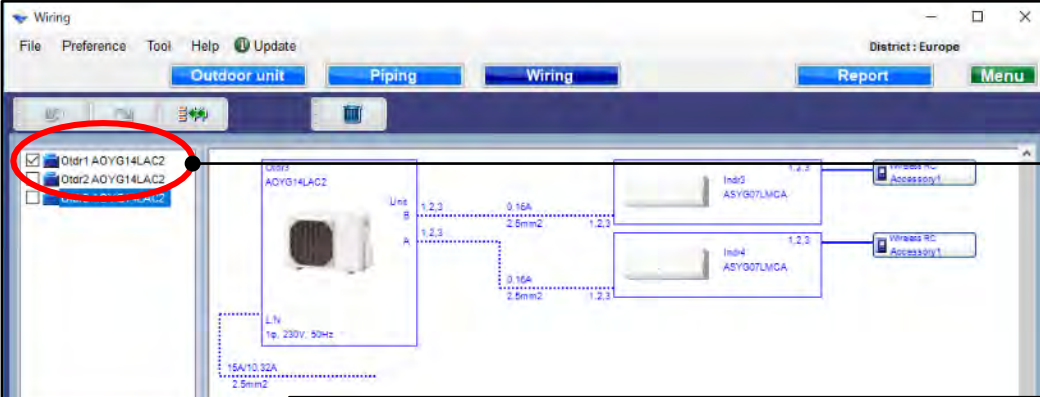 Wiring
File Preference Tool Help Update District : Europe
Outdoor unit Piping Wiring Report Menu
Otdr1 AOYG14LAC2
Otdr2 AOYG14LAC2
Otdr3 AOYG14LAC2
Otdr3
AOYG14LAC2
Unit
B
A
1,2,3
1,2,3
0.16A
2.5mm2 1,2,3
0.16A
2.5mm2 1,2,3
L,N
1φ, 230V, 50Hz
15A/10.32A
2.5mm2
1,2,3
Indr3
ASYG07LMCA
1,2,3
Indr4
ASYG07LMCA
Wireless RC
Accessory1
Wireless RC
Accessory1